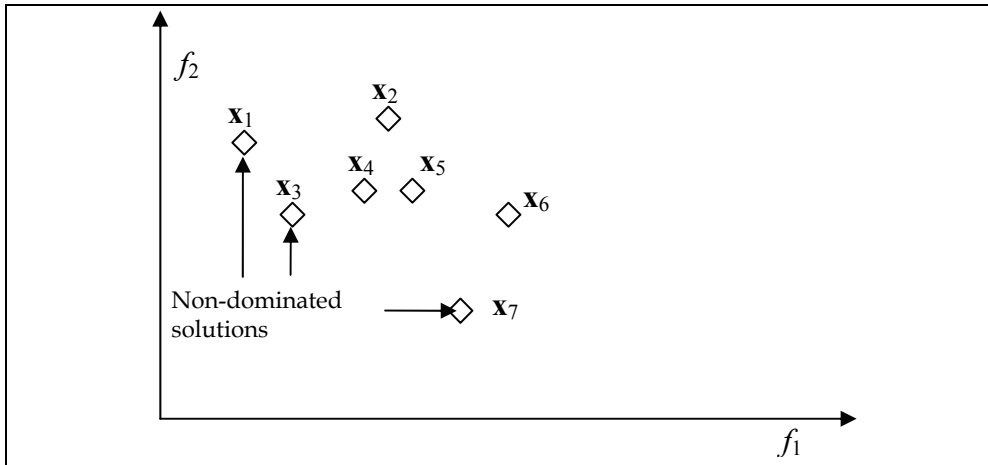 f₂
x₂
x₁
x₄ x₅
x₃
x₆
Non-dominated
solutions
x₇
f₁